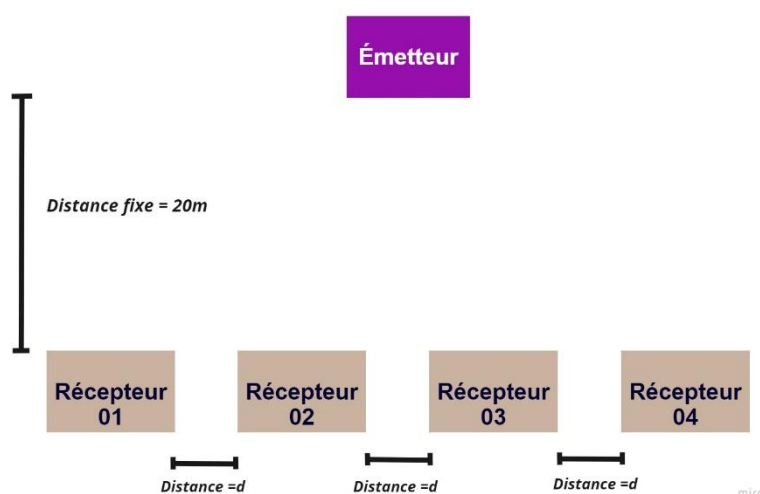 Émetteur
Distance fixe = 20m
Récepteur
01
Récepteur
02
Récepteur
03
Récepteur
04
Distance =d
Distance =d
Distance =d